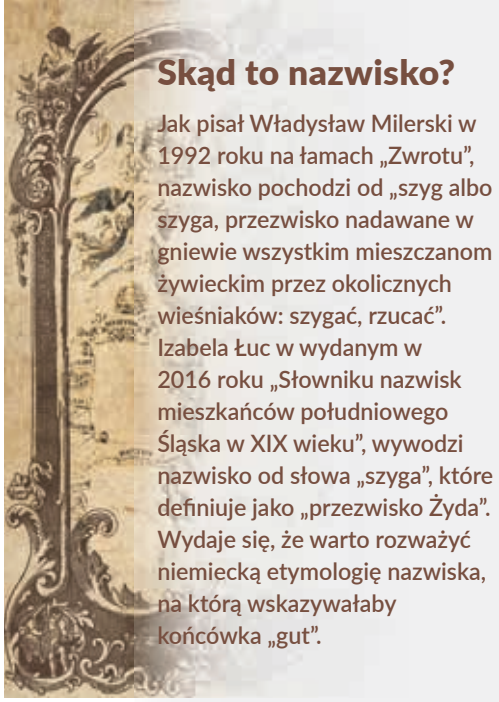 Skąd to nazwisko?
Jak pisał Władysław Milerski w
1992 roku na łamach „Zwrotu”,
nazwisko pochodzi od „szyg albo
szyga, przezwisko nadawane w
gniewie wszystkim mieszczanom
żywieckim przez okolicznych
wieśniaków: szygać, rzucać”.
Izabela Łuc w wydanym w
2016 roku „Słowniku nazwisk
mieszkańców południowego
Śląska w XIX wieku”, wywodzi
nazwisko od słowa „szyga”, które
definiuje jako „przezwisko Żyda”.
Wydaje się, że warto rozważyć
niemiecką etymologię nazwiska,
na którą wskazywałaby
końcówka „gut”.